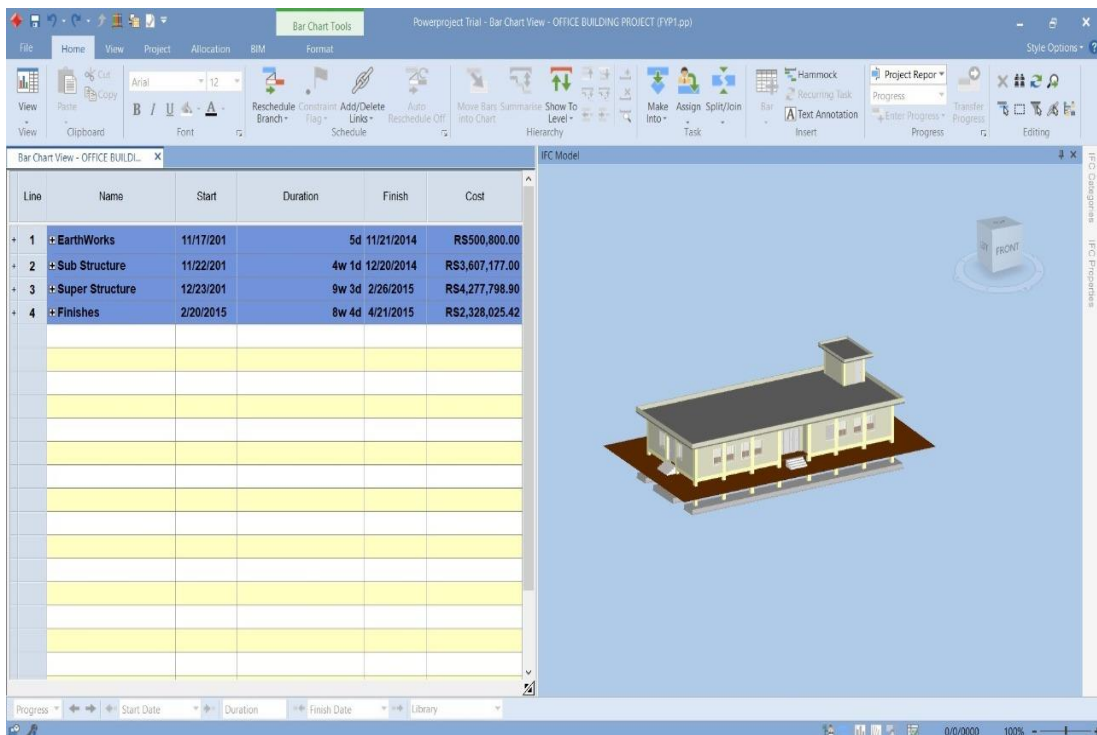 Bar Chart Tools
Powerproject Trial - Bar Chart View - OFFICE BUILDING PROJECT (FYP1.pp)
File Home View Project Allocation BIM Format Style Options
View
View
Paste
Cut
Copy
Clipboard
Arial 12
B I U A
Font
Reschedule Branch
Constraint Flag
Add/Delete Links
Auto Reschedule Off
Schedule
Move Bars into Chart
Summarise
Show To Level
Hierarchy
Make Into
Assign
Split/Join
Task
Bar
Hammock
Recurring Task
A Text Annotation
Insert
Project Repor
Progress
Enter Progress
Transfer Progress
Progress
Editing
Bar Chart View - OFFICE BUILDI... X
IFC Model
Line Name Start Duration Finish Cost
1 EarthWorks 11/17/201 5d 11/21/2014 RS500,800.00
2 Sub Structure 11/22/201 4w 1d 12/20/2014 RS3,607,177.00
3 Super Structure 12/23/201 9w 3d 2/26/2015 RS4,277,798.90
4 Finishes 2/20/2015 8w 4d 4/21/2015 RS2,328,025.42
FRONT
IFC Categories
IFC Properties
Progress Start Date Duration Finish Date Library
0/0/0000 100%